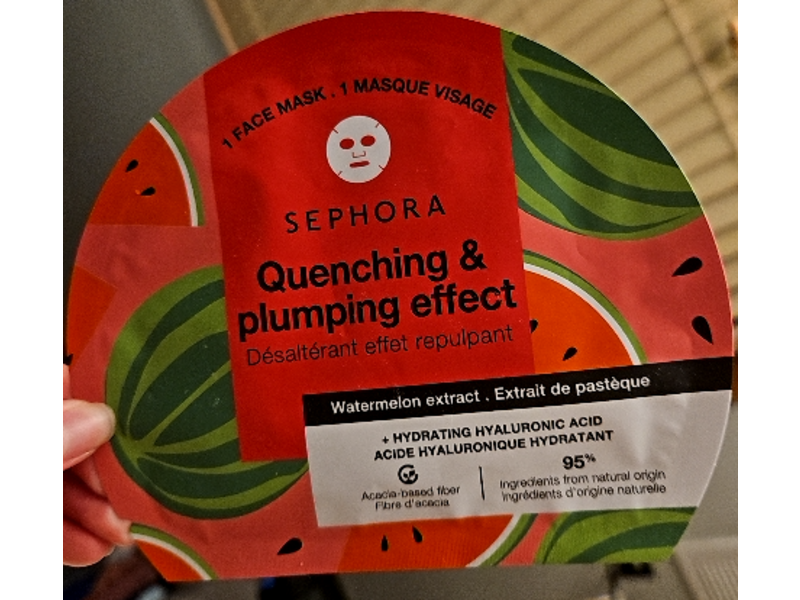 1 FACE MASK . 1 MASQUE VISAGE
SEPHORA
Quenching &
plumping effect
Désaltérant effet repulpant
Watermelon extract . Extrait de pastèque
+ HYDRATING HYALURONIC ACID
ACIDE HYALURONIQUE HYDRATANT
Acacia-based fiber
Fibre d'acacia
95%
Ingredients from natural origin
Ingrédients d'origine naturelle